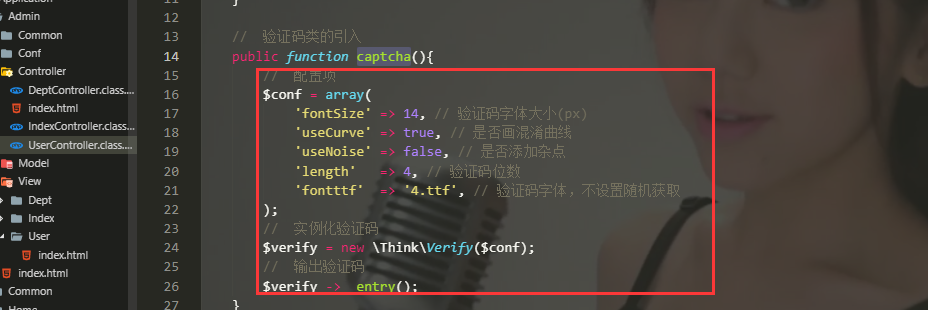 Admin
Common
Conf
Controller
DeptController.class....
index.html
IndexController.class...
UserController.class....
Model
View
Dept
Index
User
index.html
index.html
Common
12
13 // 验证码类的引入
14 public function captcha(){
15 // 配置项
16 $conf = array(
17 'fontSize' => 14, // 验证码字体大小(px)
18 'useCurve' => true, // 是否画混淆曲线
19 'useNoise' => false, // 是否添加杂点
20 'length' => 4, // 验证码位数
21 'fontttf' => '4.ttf', // 验证码字体，不设置随机获取
22 );
23 // 实例化验证码
24 $verify = new \Think\Verify($conf);
25 // 输出验证码
26 $verify -> entry();
27 }